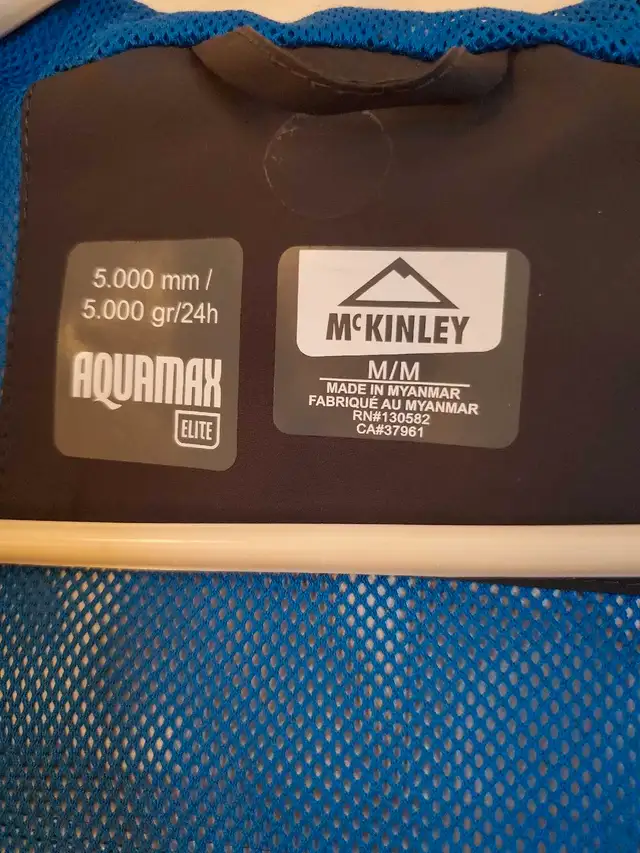 5.000 mm /
5.000 gr/24h
AQUAMAX
ELITE
McKINLEY
M/M
MADE IN MYANMAR
FABRIQUÉ AU MYANMAR
RN#130582
CA#37961